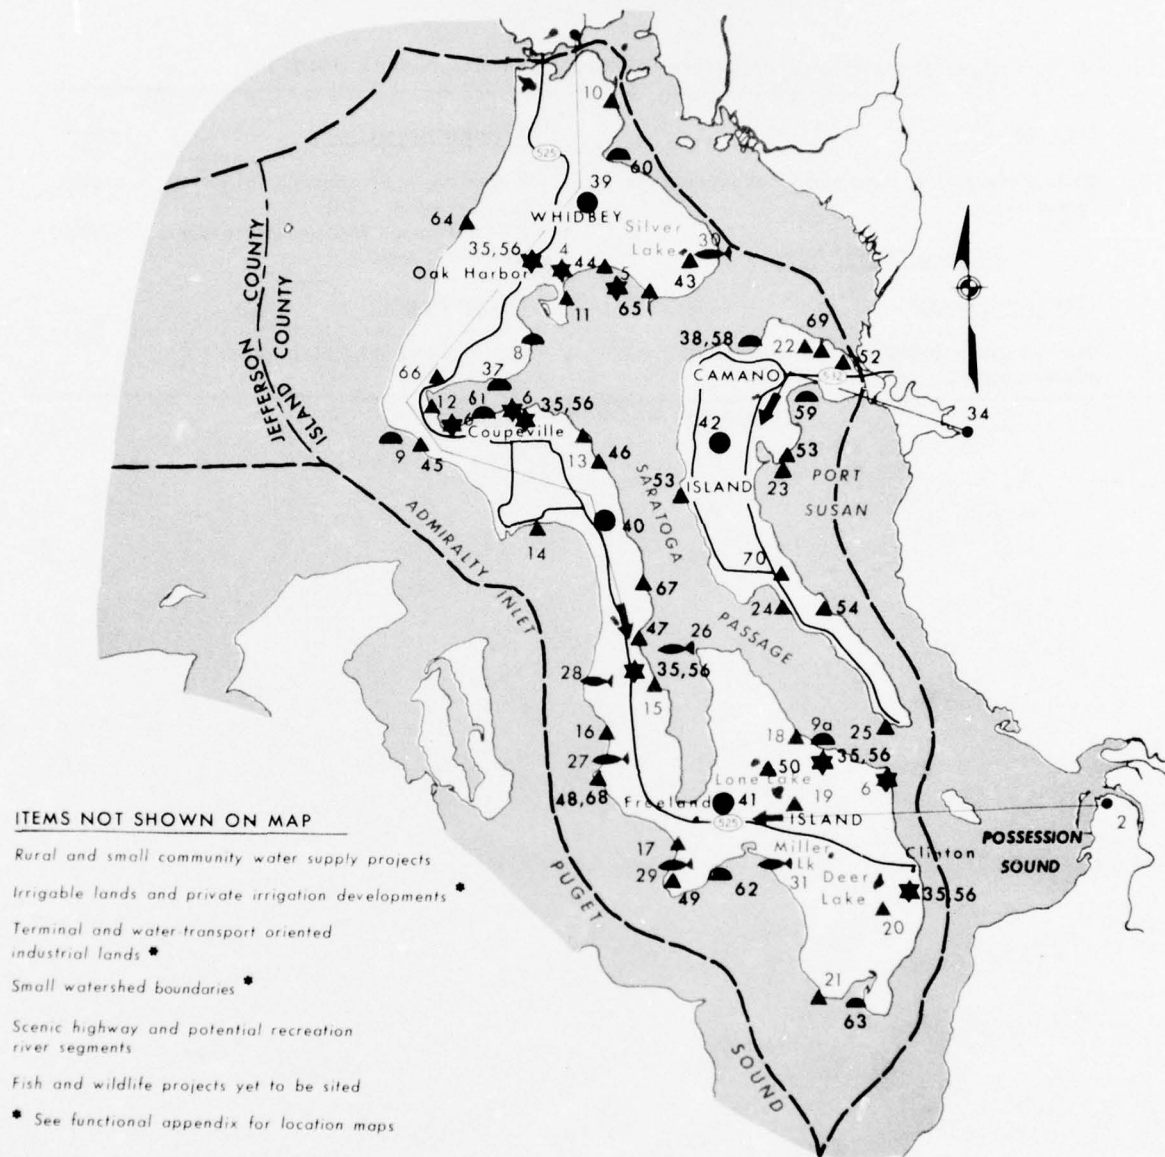 10
525
60
39
WHIDBEY
64
Silver
Lake
30
35,56
4
44
5
43
Oak Harbor
11
65
JEFFERSON COUNTY
ISLAND COUNTY
8
38,58
22
69
52
CAMANO
532
66
37
12
61
6
35,56
6
59
34
Coupeville
42
9
45
13
46
53
53
23
PORT
SUSAN
ISLAND
SARATOGA
PASSAGE
ADMIRALTY
INLET
40
14
70
67
24
54
47
26
28
35,56
15
16
18
9a
25
27
50
35,56
Lone Lake
6
48,68
Freeland
41
19
525
ISLAND
2
ITEMS NOT SHOWN ON MAP
Rural and small community water supply projects
Irrigable lands and private irrigation developments *
Terminal and water-transport oriented
industrial lands *
Small watershed boundaries *
Scenic highway and potential recreation
river segments
Fish and wildlife projects yet to be sited
* See functional appendix for location maps
17
Miller
Lk
Clinton
POSSESSION
SOUND
29
31
Deer
Lake
35,56
49
62
20
PUGET
SOUND
21
63